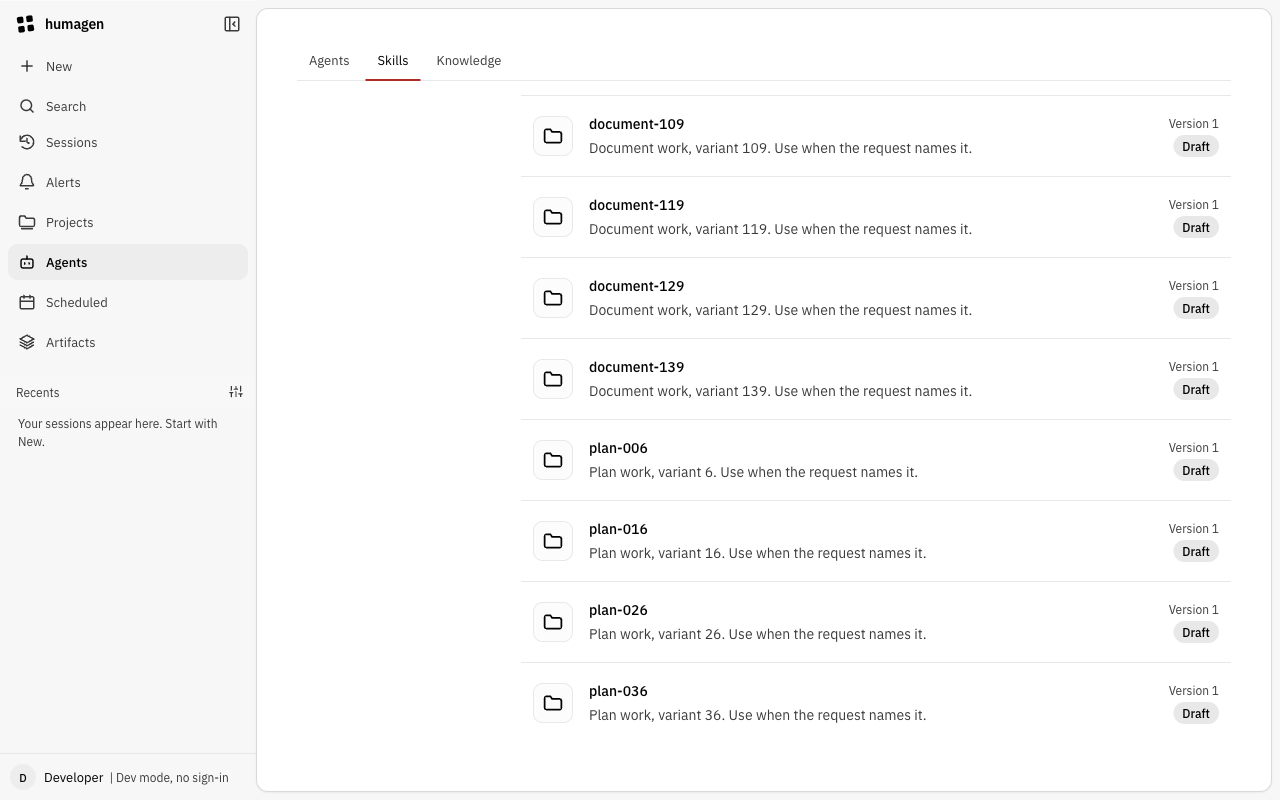 humagen
New
Search
Sessions
Alerts
Projects
Agents
Scheduled
Artifacts
Recents
Your sessions appear here. Start with
New.
D
Developer | Dev mode, no sign-in
Agents
Skills
Knowledge
document-109
Version 1
Document work, variant 109. Use when the request names it.
Draft
document-119
Version 1
Document work, variant 119. Use when the request names it.
Draft
document-129
Version 1
Document work, variant 129. Use when the request names it.
Draft
document-139
Version 1
Document work, variant 139. Use when the request names it.
Draft
plan-006
Version 1
Plan work, variant 6. Use when the request names it.
Draft
plan-016
Version 1
Plan work, variant 16. Use when the request names it.
Draft
plan-026
Version 1
Plan work, variant 26. Use when the request names it.
Draft
plan-036
Version 1
Plan work, variant 36. Use when the request names it.
Draft